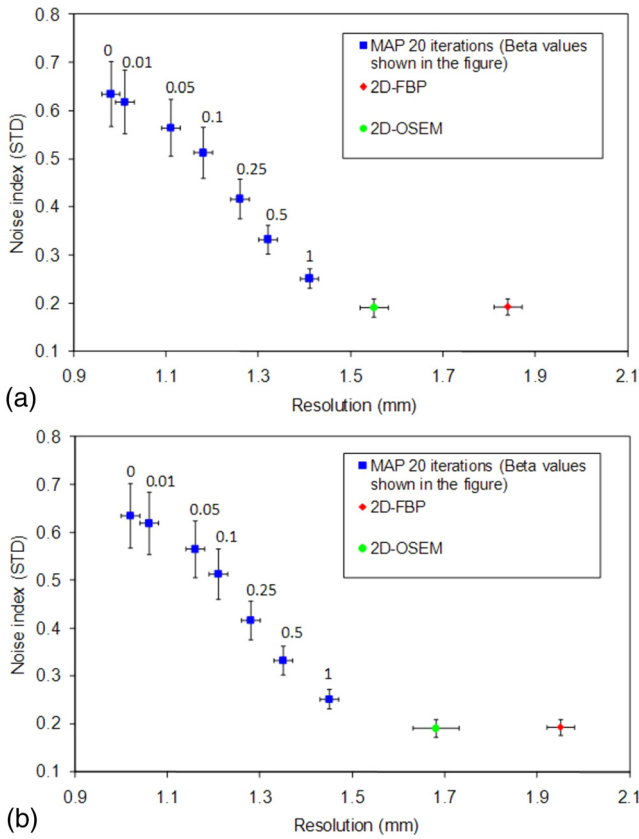 0.8
0.7
0.6
0.5
0.4
0.3
0.2
0.1
Noise index (STD)
0
0.01
0.05
0.1
0.25
0.5
1
MAP 20 iterations (Beta values
shown in the figure)
2D-FBP
2D-OSEM
0.9 1.1 1.3 1.5 1.7 1.9 2.1
Resolution (mm)
(a)
0.8
0.7
0.6
0.5
0.4
0.3
0.2
0.1
Noise index (STD)
0
0.01
0.05
0.1
0.25
0.5
1
MAP 20 iterations (Beta values
shown in the figure)
2D-FBP
2D-OSEM
0.9 1.1 1.3 1.5 1.7 1.9 2.1
Resolution (mm)
(b)